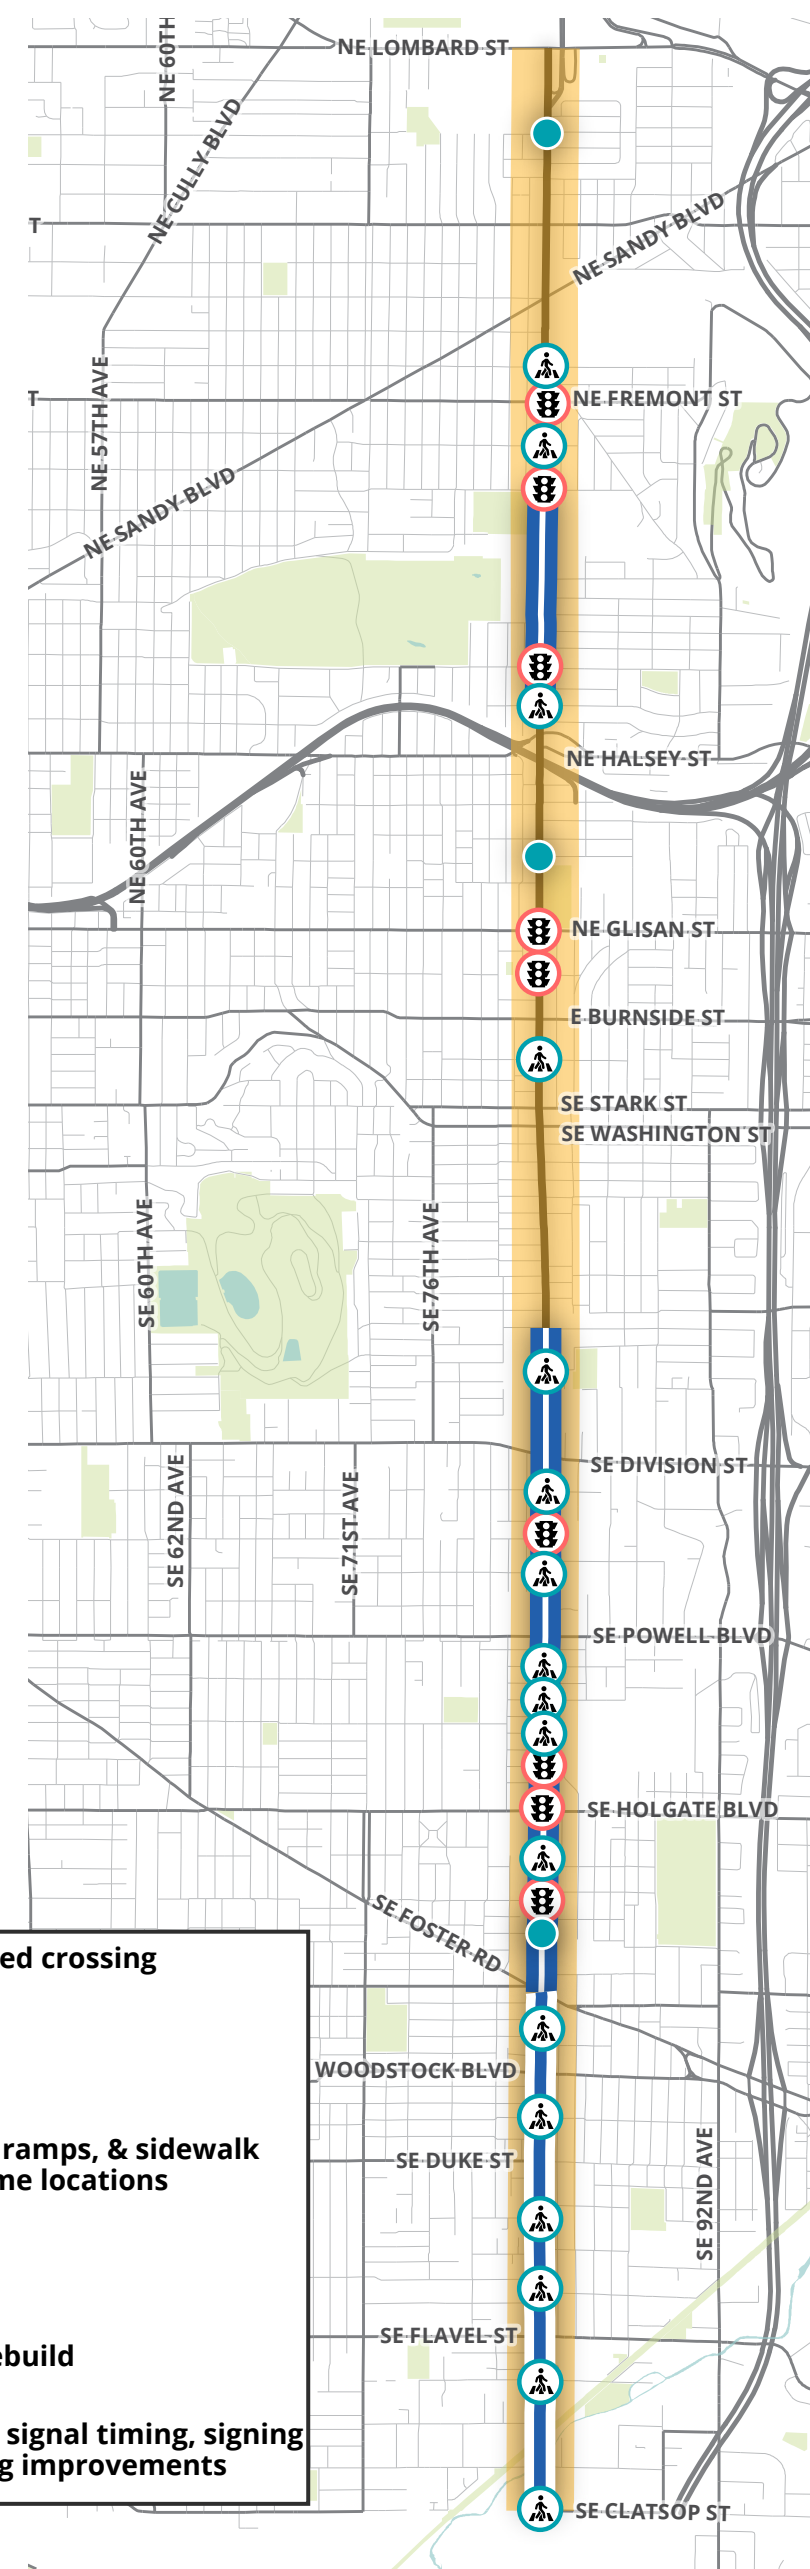 NE LOMBARD ST
NE 60TH
NE CULLY BLVD
NE SANDY BLVD
T
NE FREMONT ST
T
NE 57TH AVE
NE SANDY BLVD
NE HALSEY ST
NE 60TH AVE
NE GLISAN ST
E BURNSIDE ST
SE STARK ST
SE WASHINGTON ST
SE 60TH AVE
SE 76TH AVE
SE DIVISION ST
SE 62ND AVE
SE 71ST AVE
SE POWELL BLVD
SE HOLGATE BLVD
SE FOSTER RD
ed crossing
WOODSTOCK BLVD
ramps, & sidewalk
me locations
SE DUKE ST
SE 92ND AVE
SE FLAVEL ST
ebuild
signal timing, signing
g improvements
SE CLATSOP ST